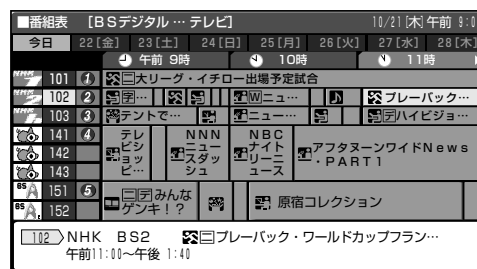 ■番組表 【BSデジタル … テレビ】 10/21[木]午前 9:0
今日 22[金] 23[土] 24[日] 25[月] 26[火] 27[水] 28[木
午前 9時 10時 11時
101 1 大リーグ・イチロー出場予定試合
102 2 字… W ニュ… プレーバック…
103 3 テントで… ニュー… デ ハイビジョ…
141 4 テレビショッピ… NNNニュースダッシュ NBCナイトリーニュース アフタヌーンワイドNews・PART1
142
143
151 5 二 デ みんなゲンキ!? 原宿コレクション
152
102 NHK BS2 二 プレーバック・ワールドカップフラン…
午前11:00~午後 1:40